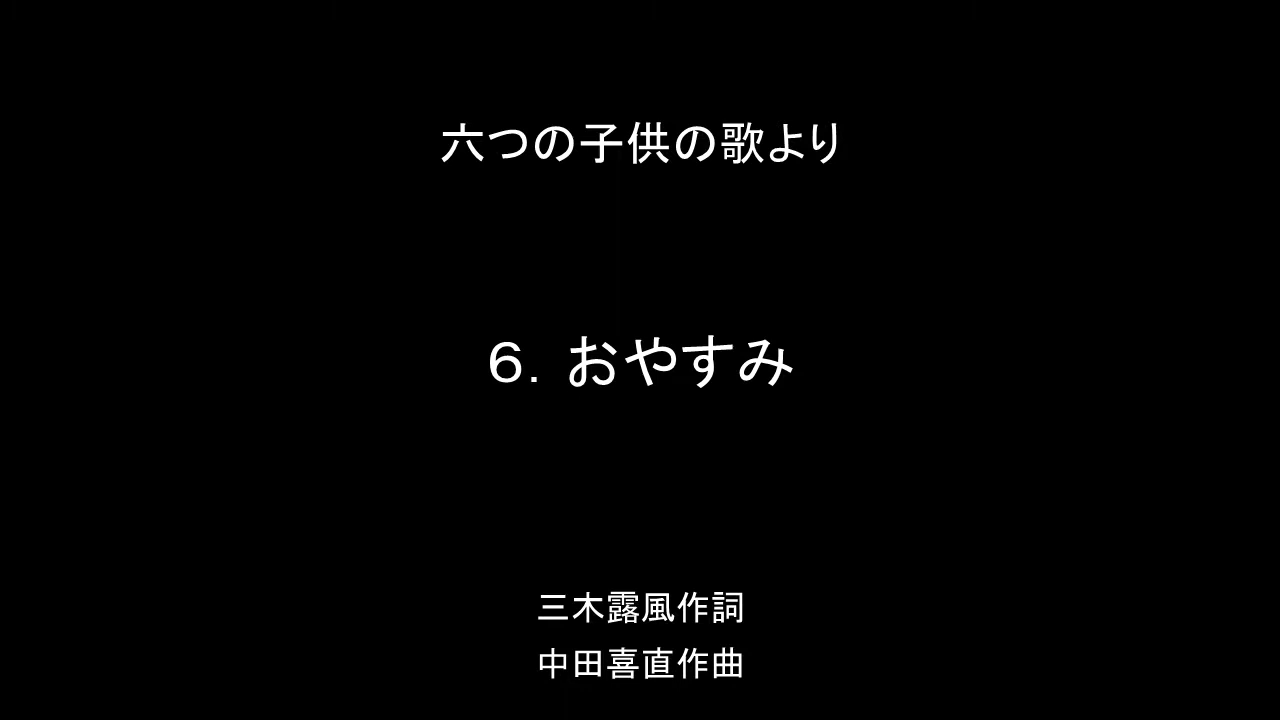 六つの子供の歌より
６．おやすみ
三木露風作詞
中田喜直作曲